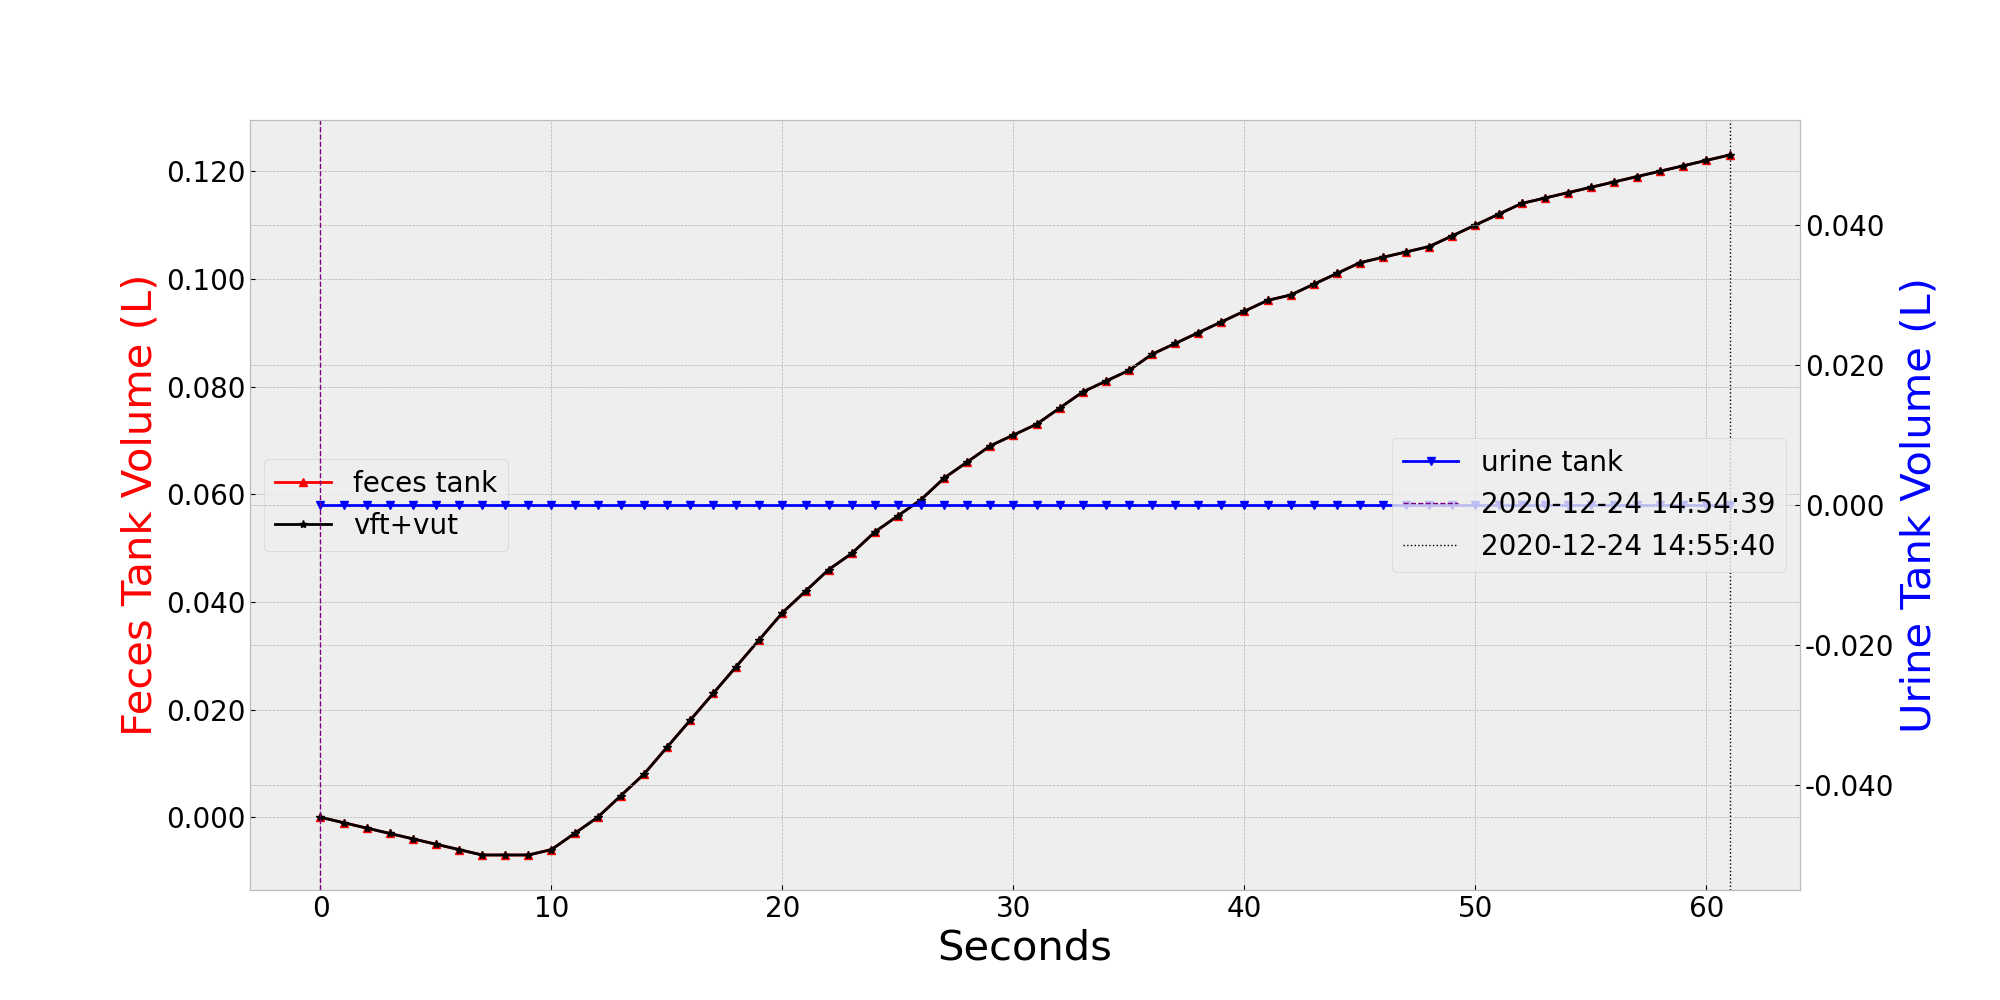 0.120
0.100
0.080
0.060
0.040
0.020
0.000
Feces Tank Volume (L)
feces tank
vft+vut
urine tank
2020-12-24 14:54:39
2020-12-24 14:55:40
0.040
0.020
0.000
-0.020
-0.040
Urine Tank Volume (L)
0 10 20 30 40 50 60
Seconds